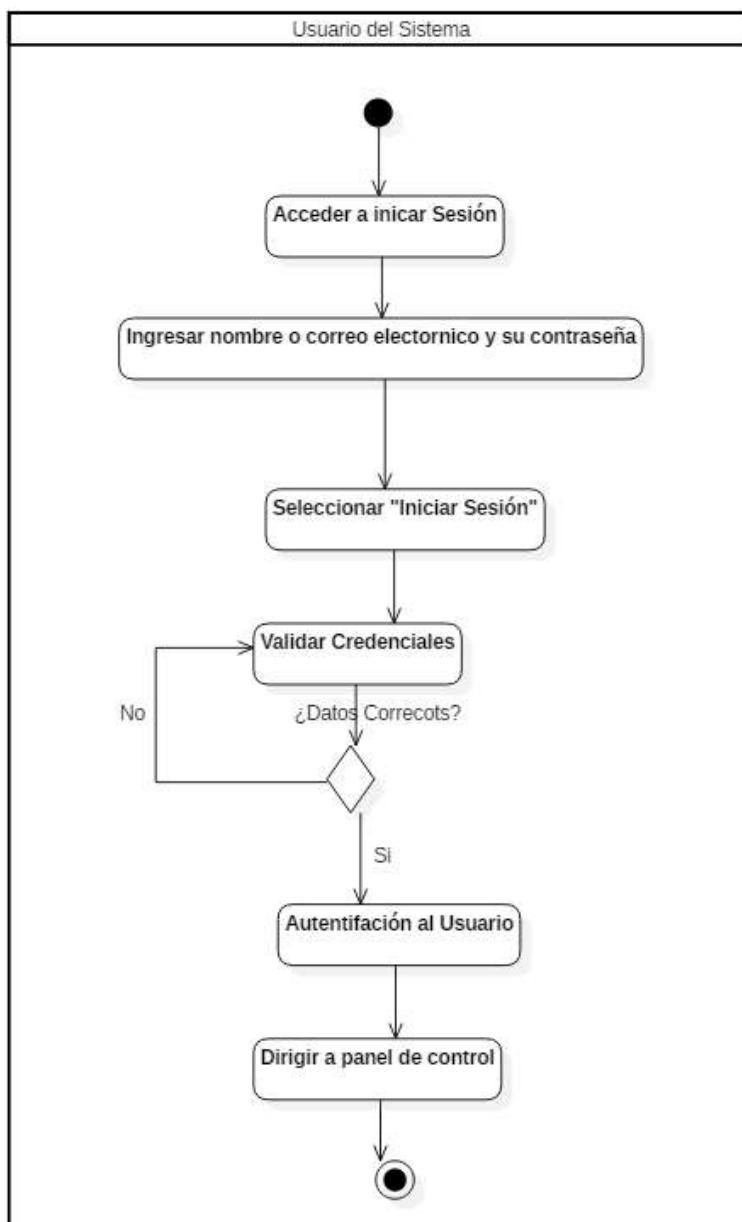 Usuario del Sistema
Acceder a inicar Sesión
Ingresar nombre o correo electornico y su contraseña
Seleccionar "Iniciar Sesión"
Validar Credenciales
No
¿Datos Correcots?
Si
Autentifación al Usuario
Dirigir a panel de control